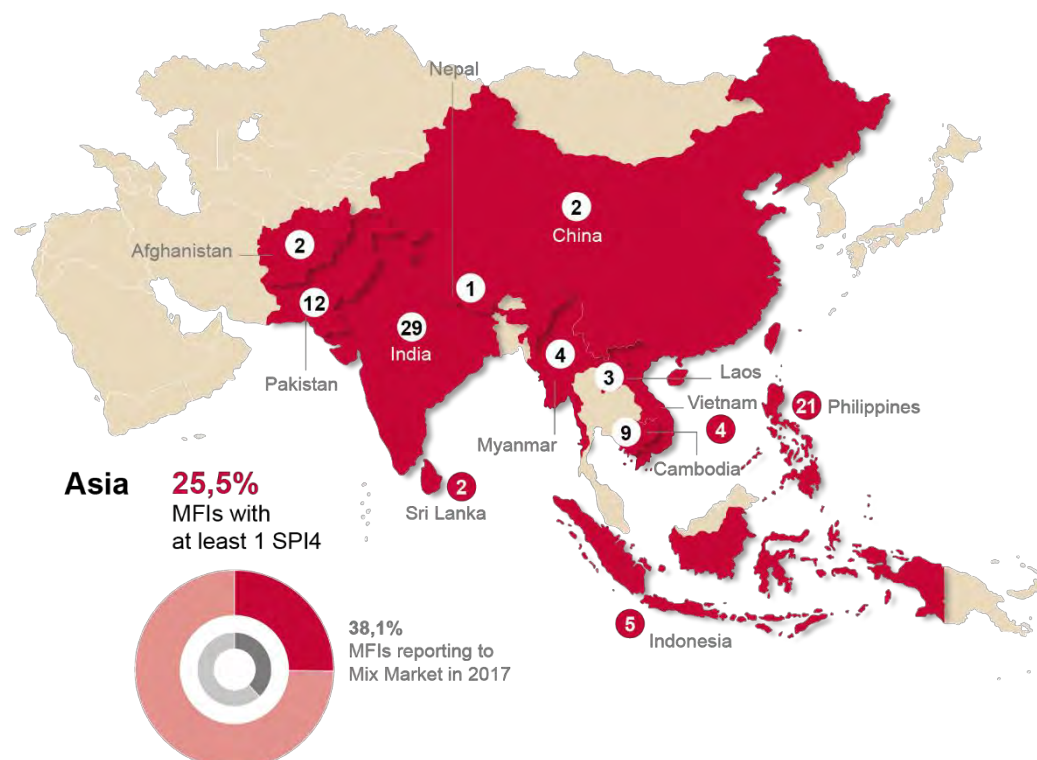 Nepal
2
China
Afghanistan
2
1
12
29
India
4
Pakistan
3
Laos
Vietnam
21 Philippines
Myanmar
9
4
Cambodia
Asia
25,5%
MFIs with
at least 1 SPI4
2
Sri Lanka
5
Indonesia
38,1%
MFIs reporting to
Mix Market in 2017